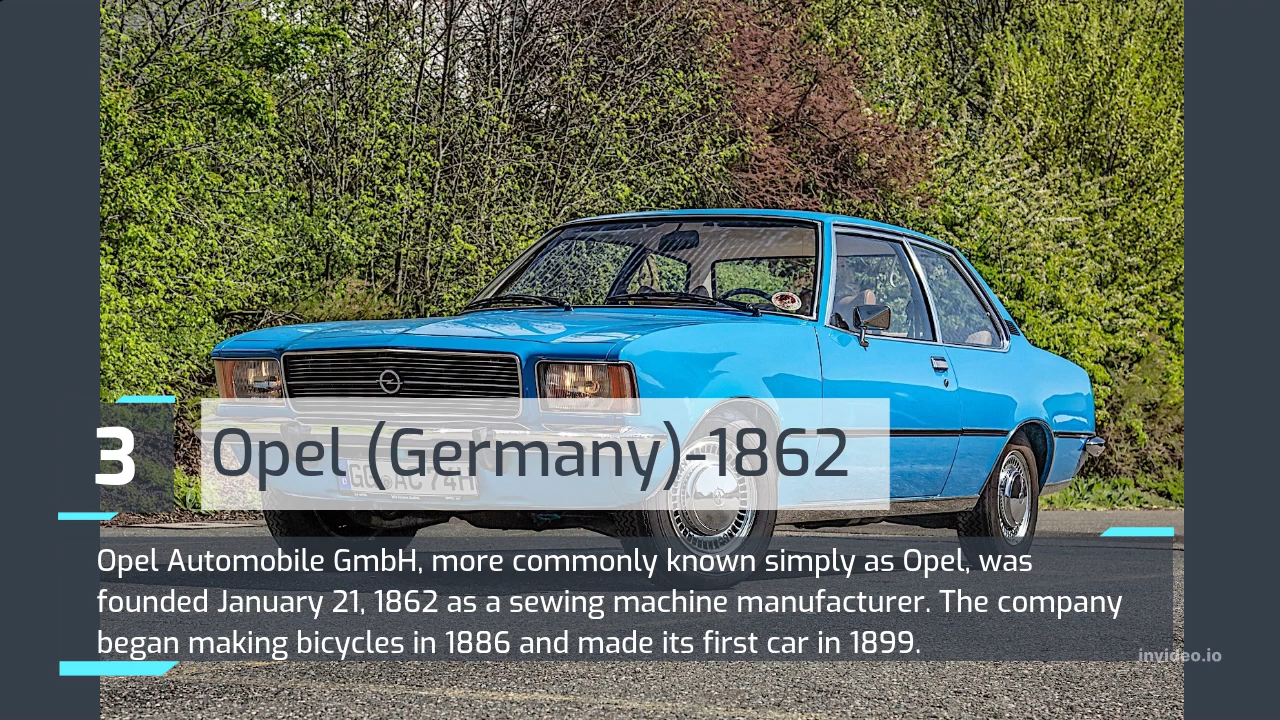 3
Opel (Germany)-1862
Opel Automobile GmbH, more commonly known simply as Opel, was
founded January 21, 1862 as a sewing machine manufacturer. The company
began making bicycles in 1886 and made its first car in 1899.
invideo.io